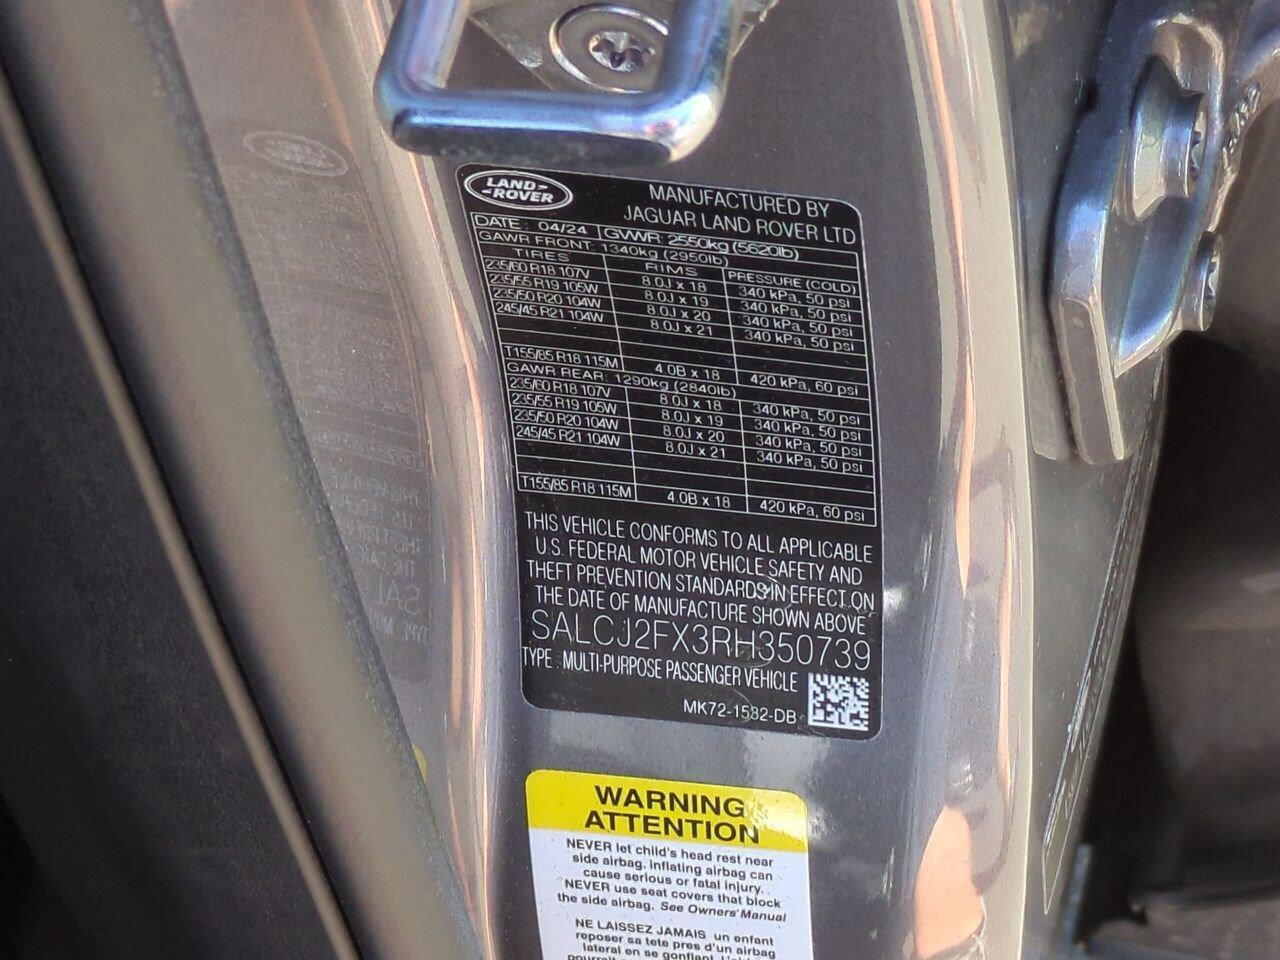 LAND-
-ROVER
MANUFACTURED BY
JAGUAR LAND ROVER LTD
DATE: 04/24 GVWR: 2550kg (5620lb)
GAWR FRONT: 1340kg (2950lb)
TIRES RIMS PRESSURE (COLD)
235/60 R18 107V 8.0J x 18 340 kPa, 50 psi
235/55 R19 105W 8.0J x 19 340 kPa, 50 psi
235/50 R20 104W 8.0J x 20 340 kPa, 50 psi
245/45 R21 104W 8.0J x 21 340 kPa, 50 psi
T155/85 R18 115M 4.0B x 18 420 kPa, 60 psi
GAWR REAR: 1290kg (2840lb)
235/60 R18 107V 8.0J x 18 340 kPa, 50 psi
235/55 R19 105W 8.0J x 19 340 kPa, 50 psi
235/50 R20 104W 8.0J x 20 340 kPa, 50 psi
245/45 R21 104W 8.0J x 21 340 kPa, 50 psi
T155/85 R18 115M 4.0B x 18 420 kPa, 60 psi
THIS VEHICLE CONFORMS TO ALL APPLICABLE
U.S. FEDERAL MOTOR VEHICLE SAFETY AND
THEFT PREVENTION STANDARDS IN EFFECT ON
THE DATE OF MANUFACTURE SHOWN ABOVE
SALCJ2FX3RH350739
TYPE : MULTI-PURPOSE PASSENGER VEHICLE
MK72-1532-DB
WARNING
ATTENTION
NEVER let child's head rest near
side airbag. inflating airbag can
cause serious or fatal injury.
NEVER use seat covers that block
the side airbag. See Owners' Manual
NE LAISSEZ JAMAIS un enfant
reposer sa tete pres d'un airbag
lateral en se gonflant.